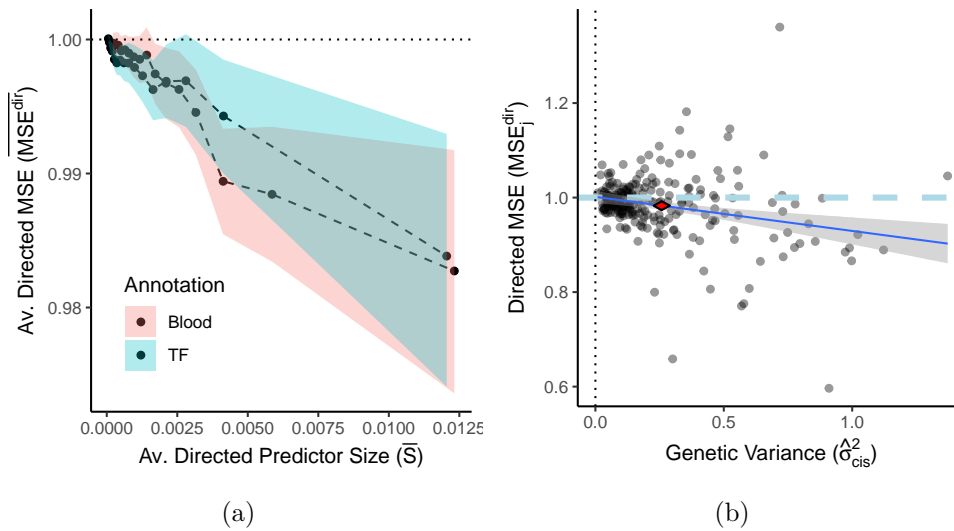 1.00
0.99
0.98
0.0000 0.0025 0.0050 0.0075 0.0100 0.0125
Av. Directed MSE (MSE^dir)
Av. Directed Predictor Size (S)
Annotation
Blood
TF
(a)
1.2
1.0
0.8
0.6
0.0 0.5 1.0
Directed MSE (MSE_j^dir)
Genetic Variance (σ̂²_cis)
(b)